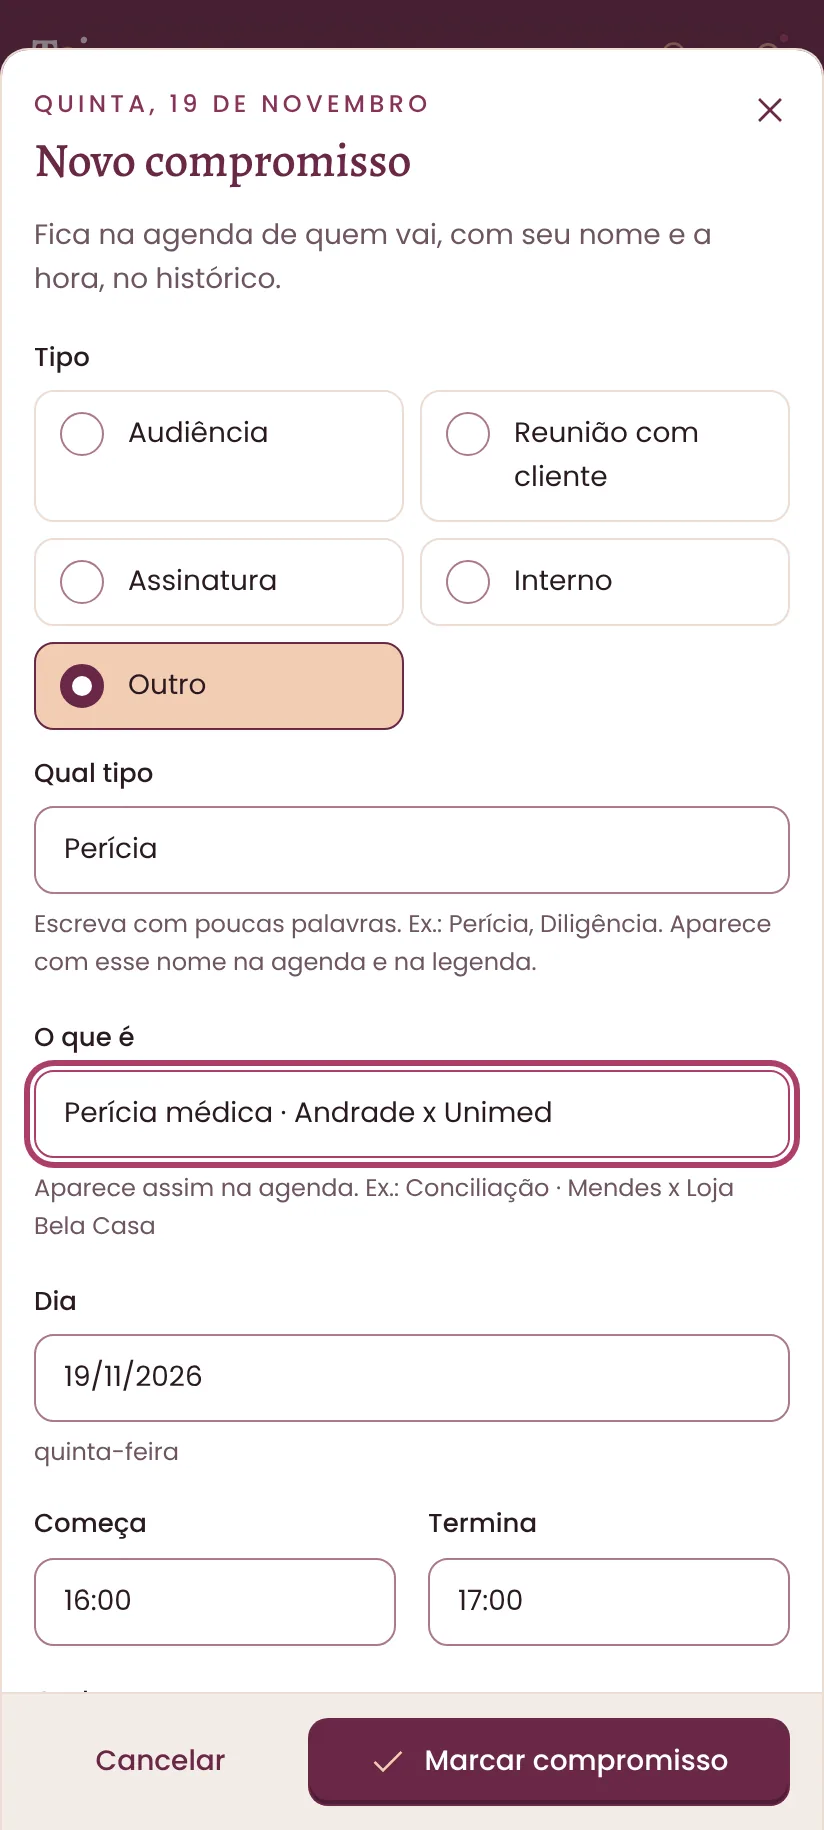 QUINTA, 19 DE NOVEMBRO
Novo compromisso
Fica na agenda de quem vai, com seu nome e a
hora, no histórico.
Tipo
Audiência
Reunião com
cliente
Assinatura
Interno
Outro
Qual tipo
Perícia
Escreva com poucas palavras. Ex.: Perícia, Diligência. Aparece
com esse nome na agenda e na legenda.
O que é
Perícia médica · Andrade x Unimed
Aparece assim na agenda. Ex.: Conciliação · Mendes x Loja
Bela Casa
Dia
19/11/2026
quinta-feira
Começa
Termina
16:00
17:00
Cancelar
Marcar compromisso